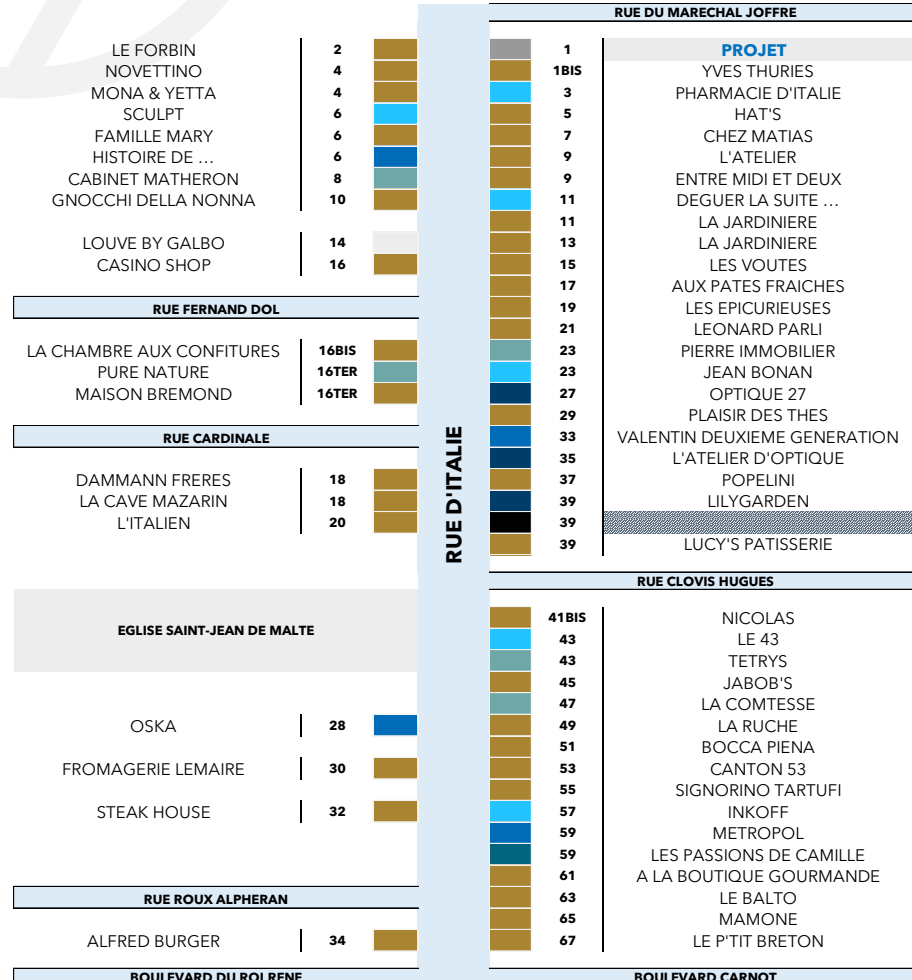 RUE DU MARECHAL JOFFRE
LE FORBIN 2
NOVETTINO 4
MONA & YETTA 4
SCULPT 6
FAMILLE MARY 6
HISTOIRE DE ... 6
CABINET MATHERON 8
GNOCCHI DELLA NONNA 10
LOUVE BY GALBO 14
CASINO SHOP 16
RUE FERNAND DOL
LA CHAMBRE AUX CONFITURES 16BIS
PURE NATURE 16TER
MAISON BREMOND 16TER
RUE CARDINALE
DAMMANN FRERES 18
LA CAVE MAZARIN 18
L'ITALIEN 20
EGLISE SAINT-JEAN DE MALTE
OSKA 28
FROMAGERIE LEMAIRE 30
STEAK HOUSE 32
RUE ROUX ALPHERAN
ALFRED BURGER 34
BOULEVARD DU ROI RENE
RUE D'ITALIE
1 PROJET
1BIS YVES THURIES
3 PHARMACIE D'ITALIE
5 HAT'S
7 CHEZ MATIAS
9 L'ATELIER
9 ENTRE MIDI ET DEUX
11 DEGUER LA SUITE ...
11 LA JARDINIERE
13 LA JARDINIERE
15 LES VOUTES
17 AUX PATES FRAICHES
19 LES EPICURIEUSES
21 LEONARD PARLI
23 PIERRE IMMOBILIER
23 JEAN BONAN
27 OPTIQUE 27
29 PLAISIR DES THES
33 VALENTIN DEUXIEME GENERATION
35 L'ATELIER D'OPTIQUE
37 POPELINI
39 LILYGARDEN
39
39 LUCY'S PATISSERIE
RUE CLOVIS HUGUES
41BIS NICOLAS
43 LE 43
43 TETRYS
45 JABOB'S
47 LA COMTESSE
49 LA RUCHE
51 BOCCA PIENA
53 CANTON 53
55 SIGNORINO TARTUFI
57 INKOFF
59 METROPOL
59 LES PASSIONS DE CAMILLE
61 A LA BOUTIQUE GOURMANDE
63 LE BALTO
65 MAMONE
67 LE P'TIT BRETON
BOULEVARD CARNOT